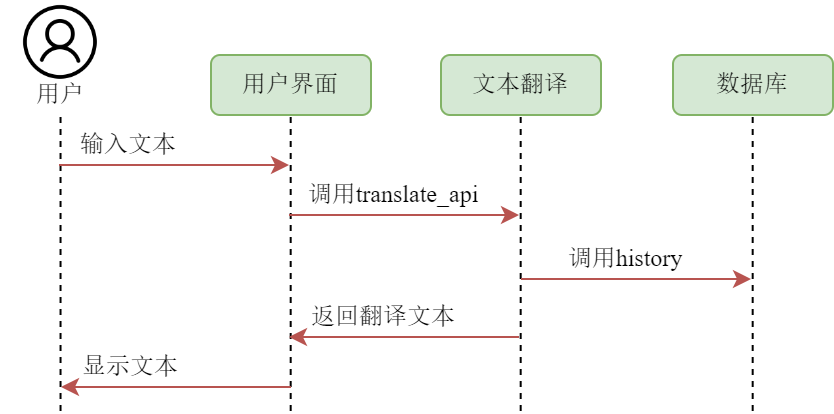 用户
用户界面
文本翻译
数据库
输入文本
调用translate_api
调用history
返回翻译文本
显示文本